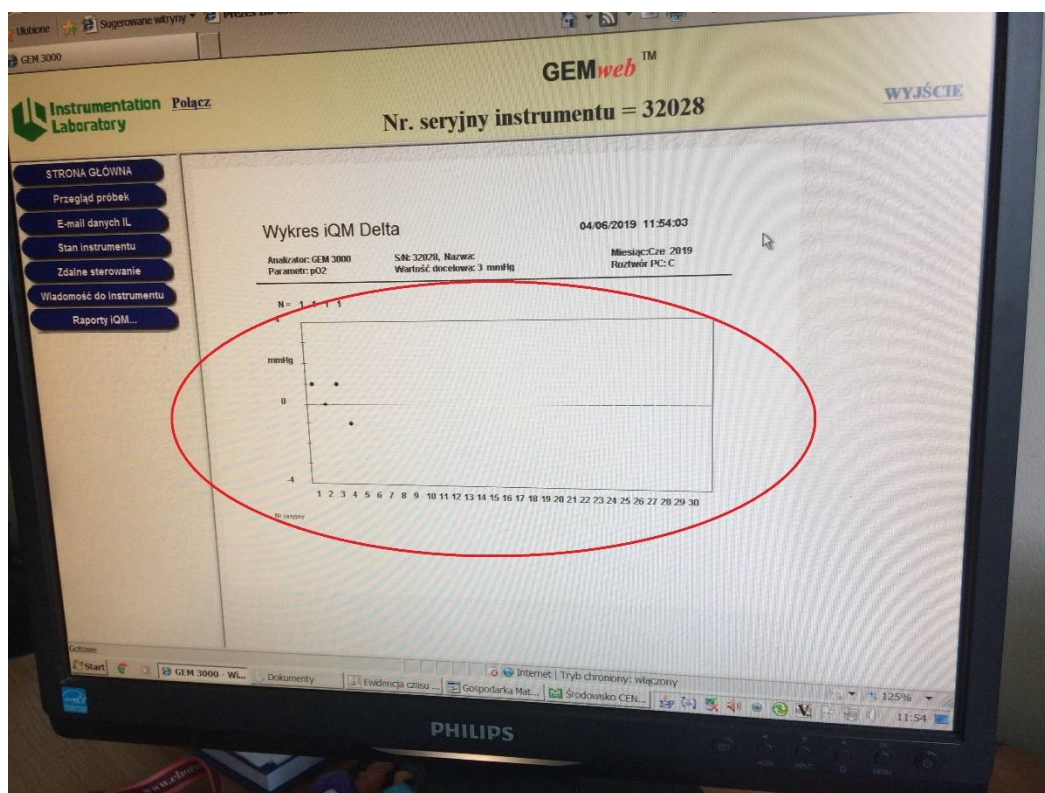 Ulubione Sugerowane witryny
GEM 3000
Instrumentation Laboratory
Połącz
GEMweb TM
Nr. seryjny instrumentu = 32028
WYJŚCIE
STRONA GŁÓWNA
Przegląd próbek
E-mail danych IL
Stan instrumentu
Zdalne sterowanie
Wiadomość do Instrumentu
Raporty iQM...
Wykres iQM Delta
04/06/2019 11:54:03
Analizator: GEM 3000 S/N: 32028, Nazwa: Miesiąc:Cze 2019
Parametr: pO2 Wartość docelowa: 3 mmHg Roztwór PC: C
N= 1 1 1 1
4
mmHg
0
-4
1 2 3 4 5 6 7 8 9 10 11 12 13 14 15 16 17 18 19 20 21 22 23 24 25 26 27 28 29 30
Nr seryjny
Gotowe
Internet | Tryb chroniony: włączony
125%
Start GEM 3000 - Wi... Dokumenty Ewidencja czasu ... Gospodarka Mat... Środowisko CEN... 11:54
PHILIPS
AUTO INPUT MENU